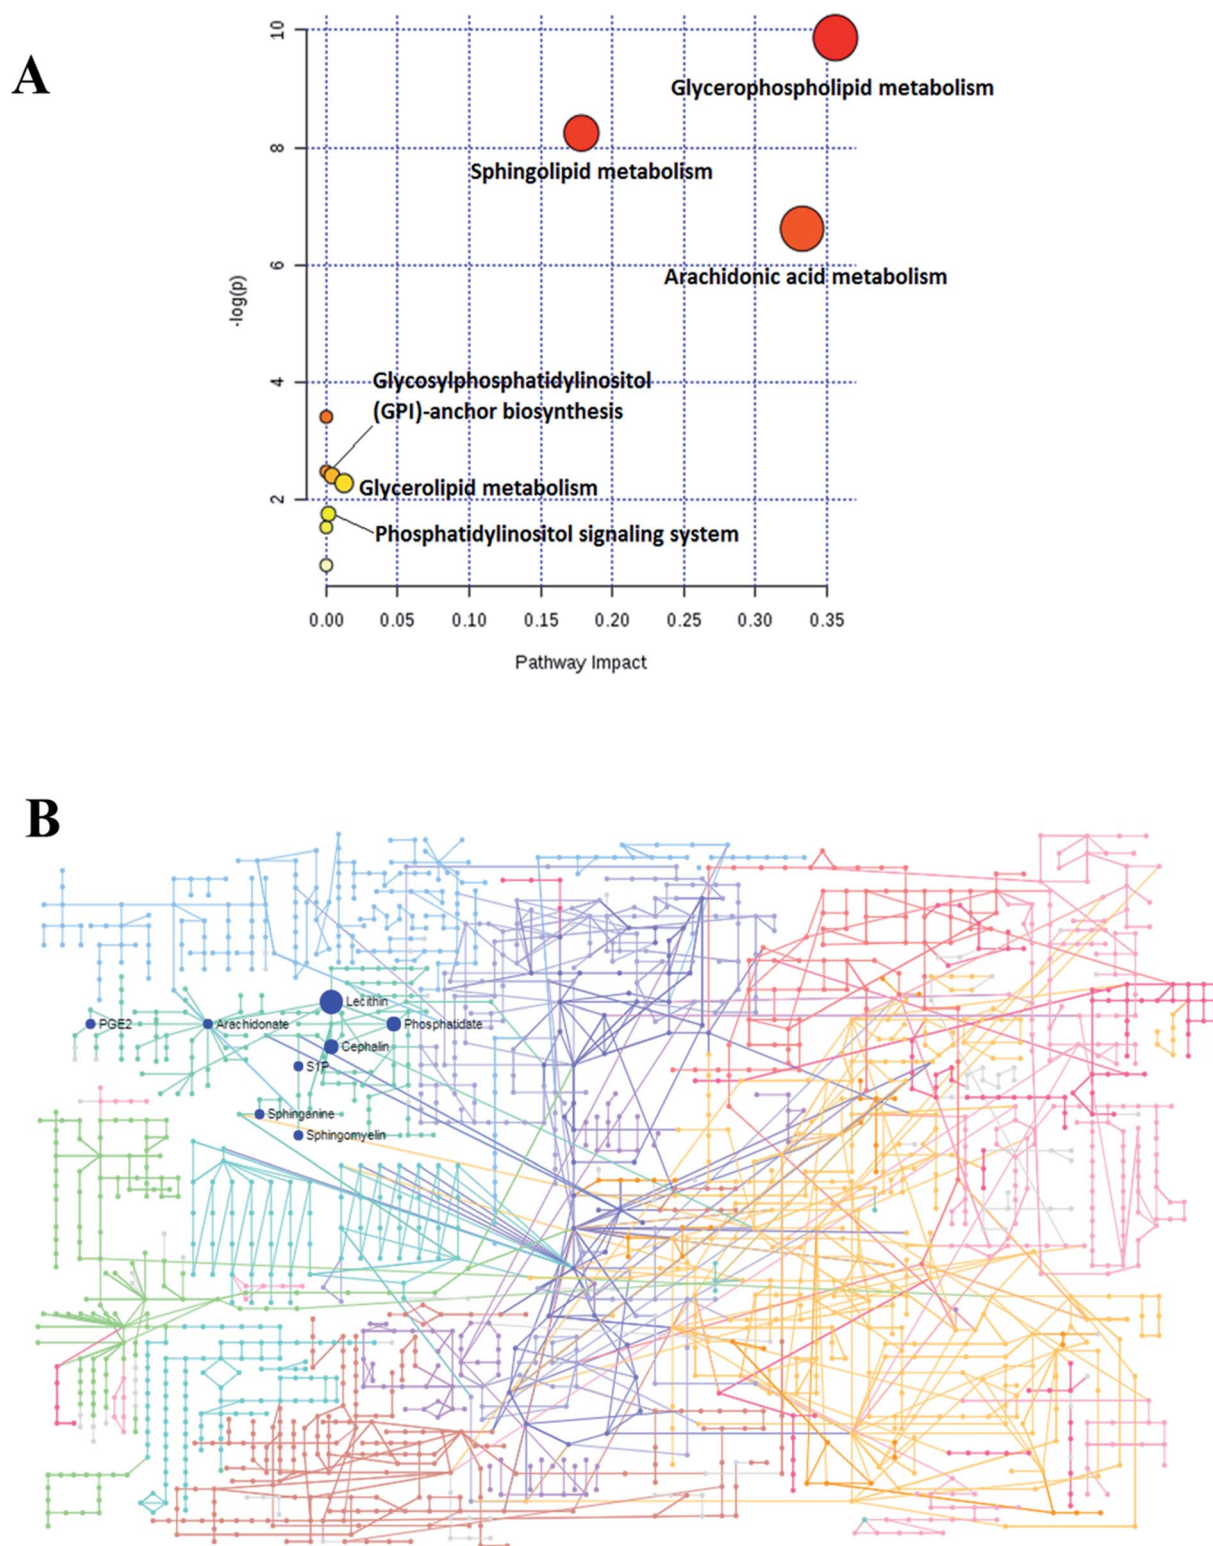 A
10
Glycerophospholipid metabolism
8
Sphingolipid metabolism
6
Arachidonic acid metabolism
-log(p)
4
Glycosylphosphatidylinositol
(GPI)-anchor biosynthesis
2
Glycerolipid metabolism
Phosphatidylinositol signaling system
0.00 0.05 0.10 0.15 0.20 0.25 0.30 0.35
Pathway Impact
B
Lecithin
PGE2 Arachidonate Phosphatidate
Cephalin
S1P
Sphinganine
Sphingomyelin